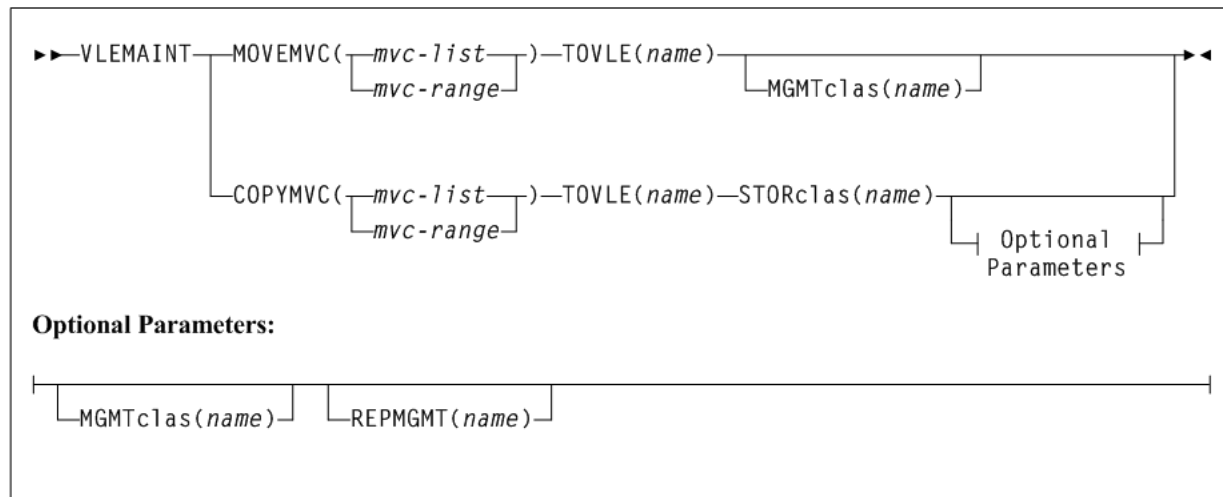 VLEMAINT MOVEMVC( mvc-list ) TOVLE(name)
mvc-range MGMTclas(name)
COPYMVC( mvc-list ) TOVLE(name) STORclas(name)
mvc-range
Optional
Parameters
Optional Parameters:
MGMTclas(name) REPMGMT(name)